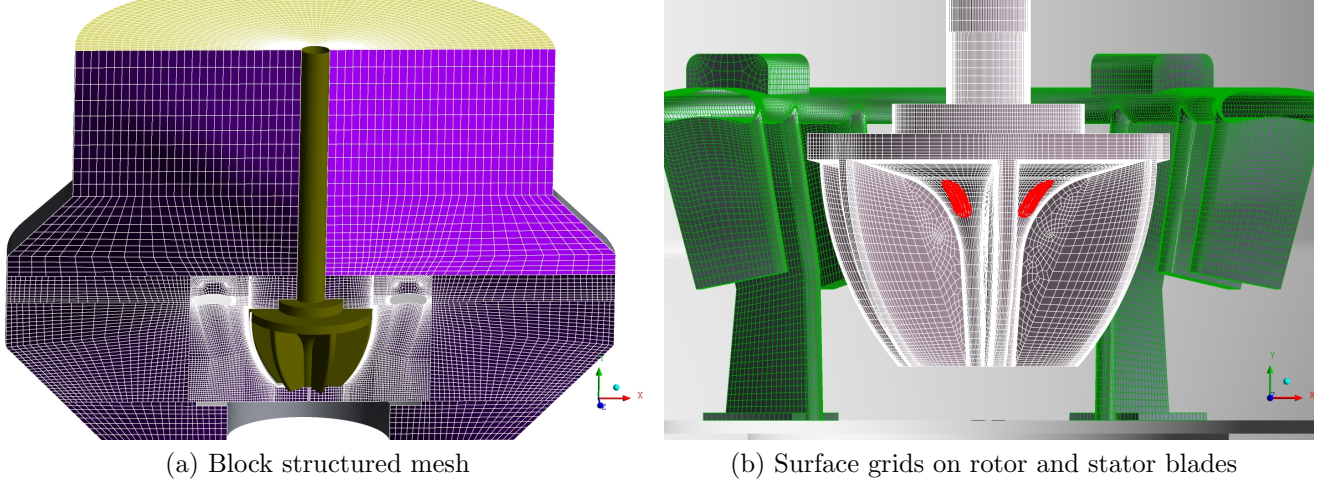 Y
X
Z
Y
X
Z
(a) Block structured mesh
(b) Surface grids on rotor and stator blades